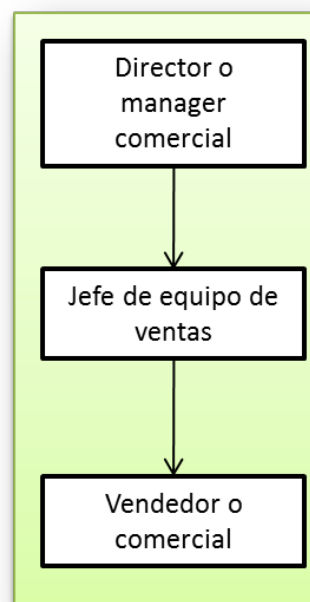 Director o
manager
comercial
Jefe de equipo de
ventas
Vendedor o
comercial